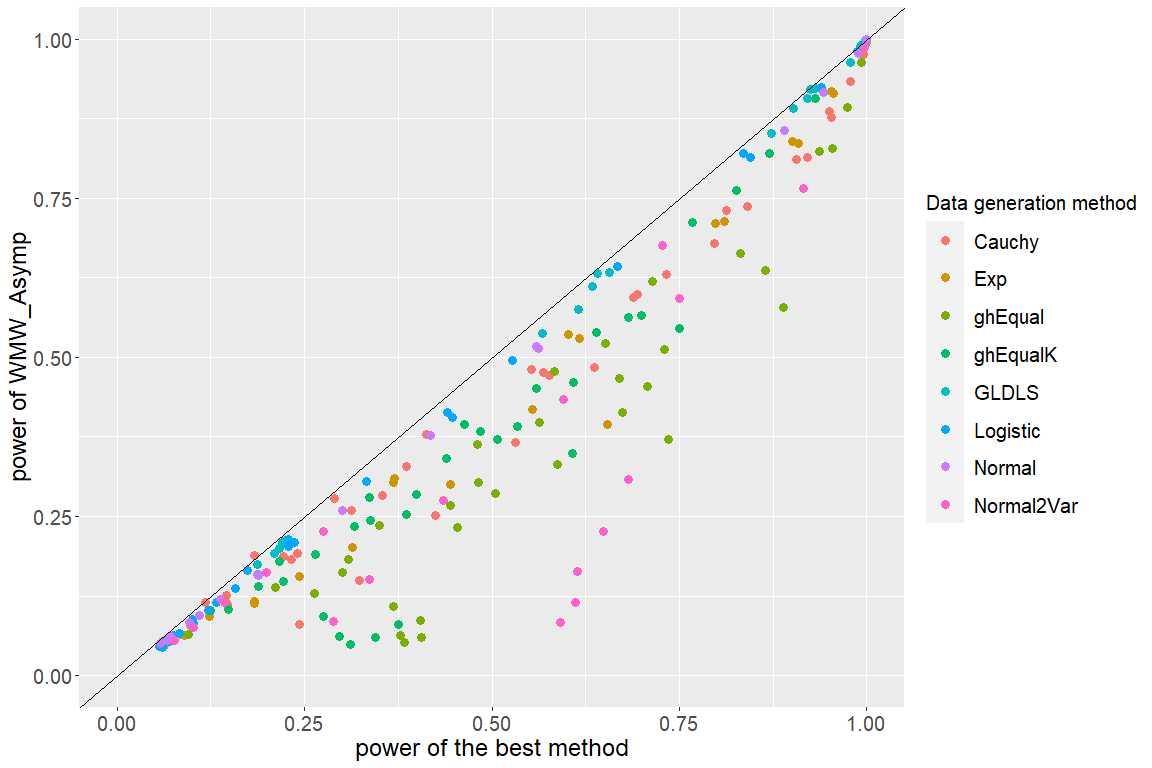 1.00
0.75
0.50
0.25
0.00
power of WMW_Asymp
0.00 0.25 0.50 0.75 1.00
power of the best method
Data generation method
Cauchy
Exp
ghEqual
ghEqualK
GLDLS
Logistic
Normal
Normal2Var